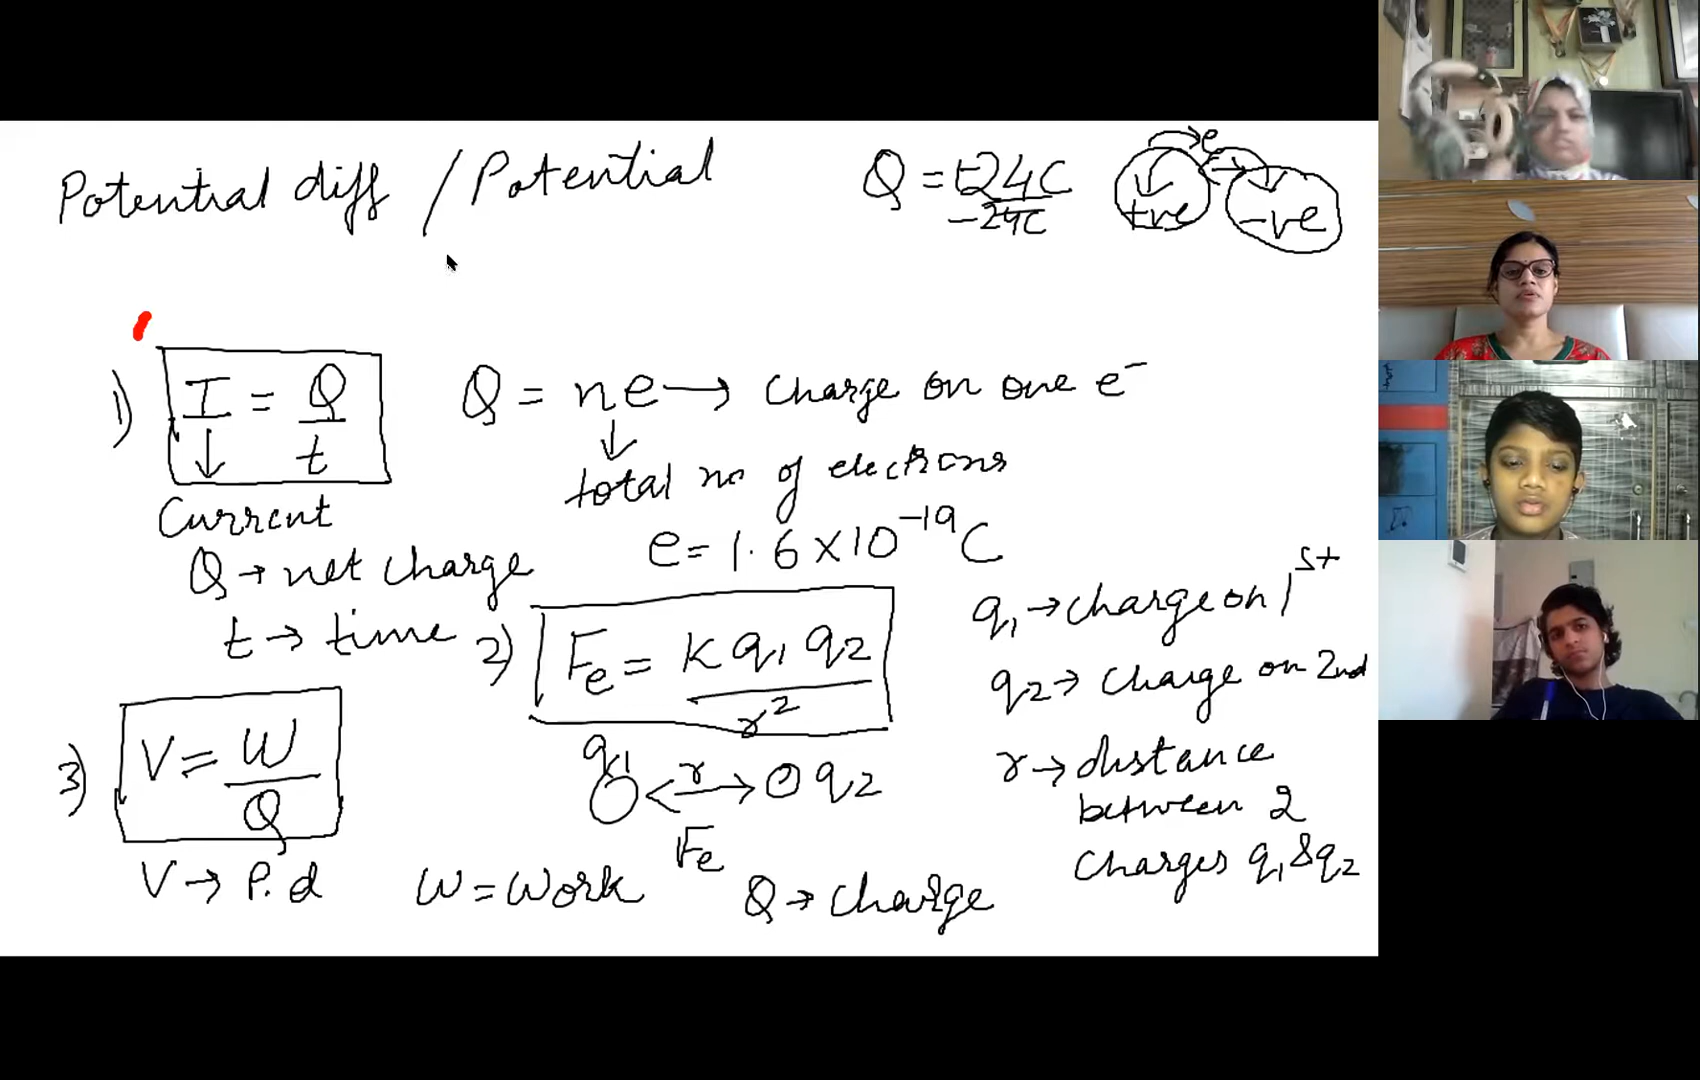 Potential diff / Potential
Q = +24C
-24C
e
+ve
-ve
1) I = Q/t
Q = ne → charge on one e⁻
total no of electrons
e = 1.6 × 10⁻¹⁹ C
Current
Q → net charge
t → time
2) Fe = K q₁ q₂ / r²
q₁ → charge on 1st
q₂ → charge on 2nd
r → distance
between 2
charges q₁ & q₂
q₁ r q₂
Fe
3) V = W/Q
V → P.d
W = Work
Q → charge